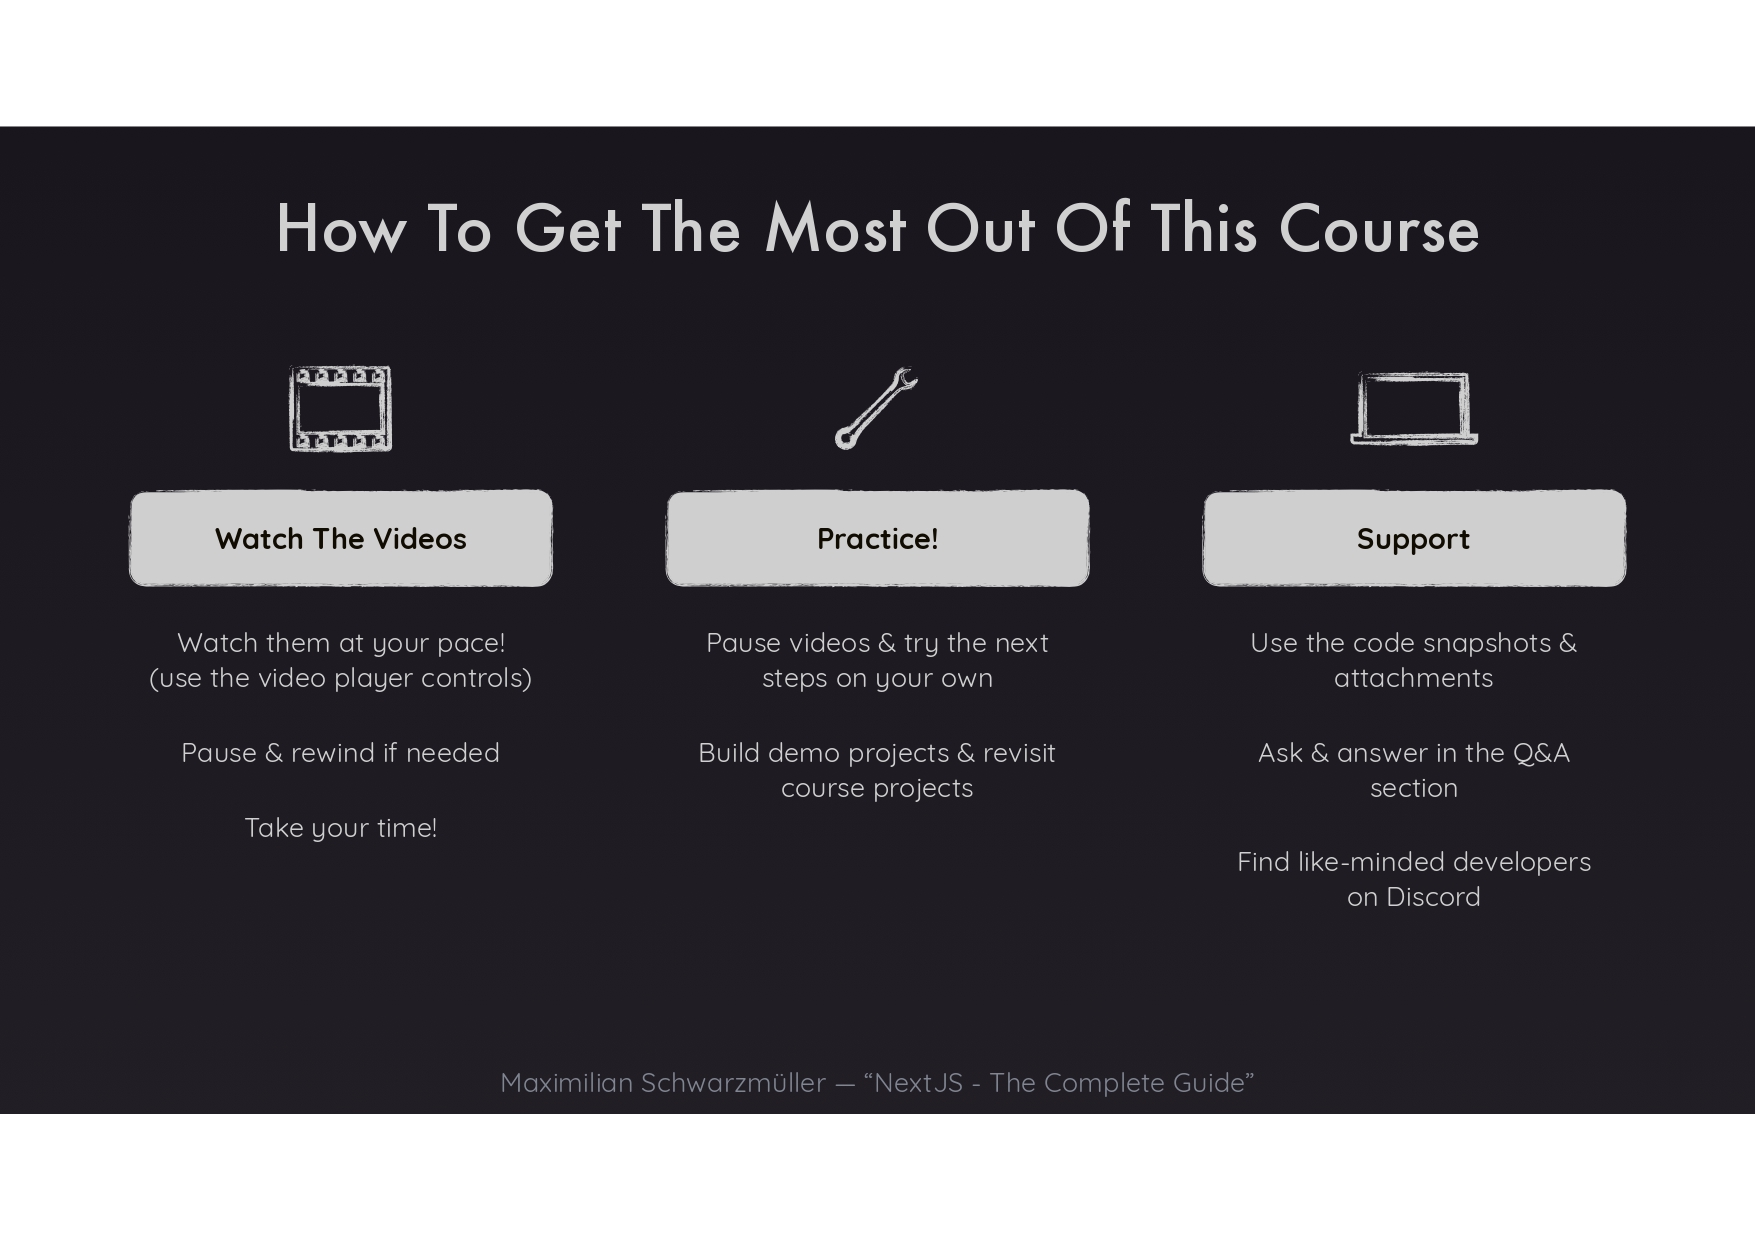 How To Get The Most Out Of This Course
Watch The Videos
Watch them at your pace!
(use the video player controls)
Pause & rewind if needed
Take your time!
Practice!
Pause videos & try the next
steps on your own
Build demo projects & revisit
course projects
Support
Use the code snapshots &
attachments
Ask & answer in the Q&A
section
Find like-minded developers
on Discord
Maximilian Schwarzmüller — “NextJS - The Complete Guide”